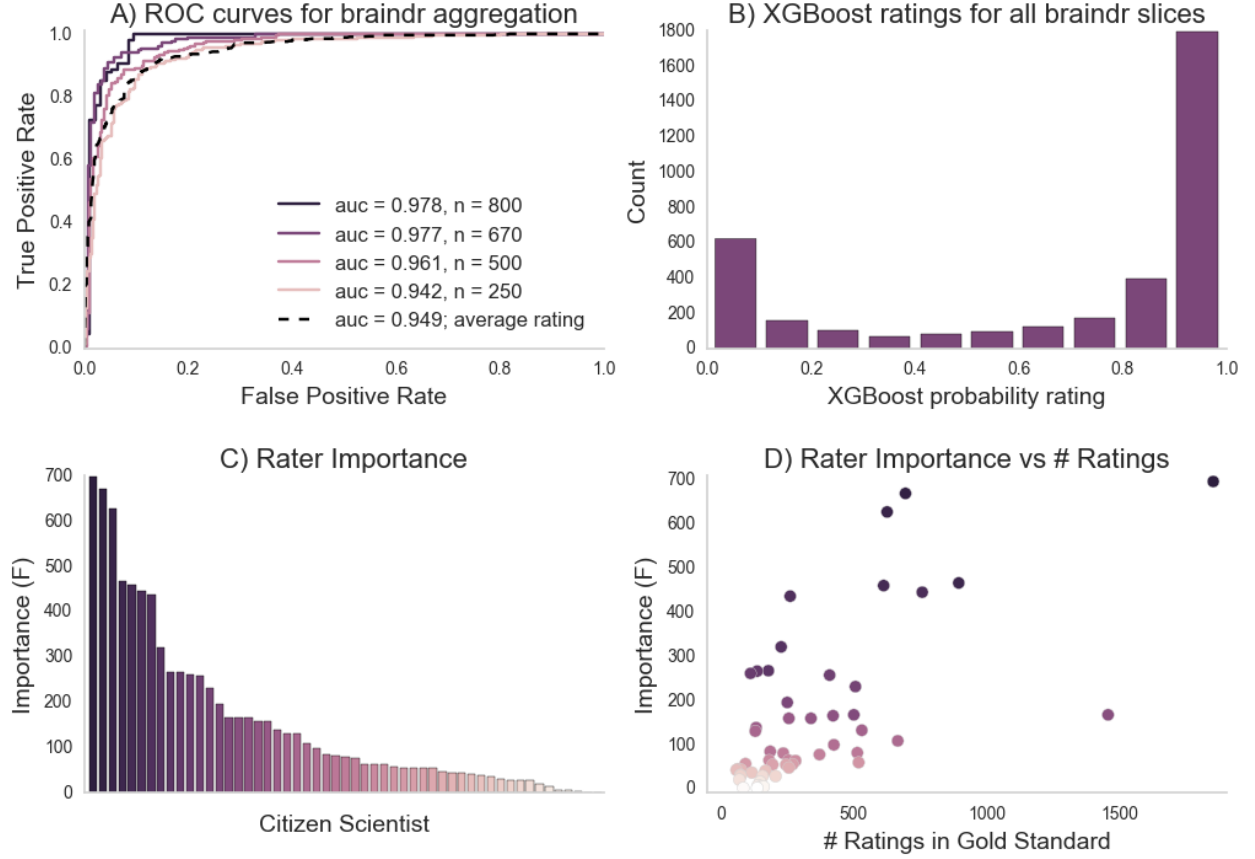 A) ROC curves for braindr aggregation
True Positive Rate
1.0
0.8
0.6
0.4
0.2
0.0
auc = 0.978, n = 800
auc = 0.977, n = 670
auc = 0.961, n = 500
auc = 0.942, n = 250
auc = 0.949; average rating
0.0 0.2 0.4 0.6 0.8 1.0
False Positive Rate
B) XGBoost ratings for all braindr slices
Count
1800
1600
1400
1200
1000
800
600
400
200
0
0.0 0.2 0.4 0.6 0.8 1.0
XGBoost probability rating
C) Rater Importance
Importance (F)
700
600
500
400
300
200
100
0
Citizen Scientist
D) Rater Importance vs # Ratings
Importance (F)
700
600
500
400
300
200
100
0
0 500 1000 1500
# Ratings in Gold Standard